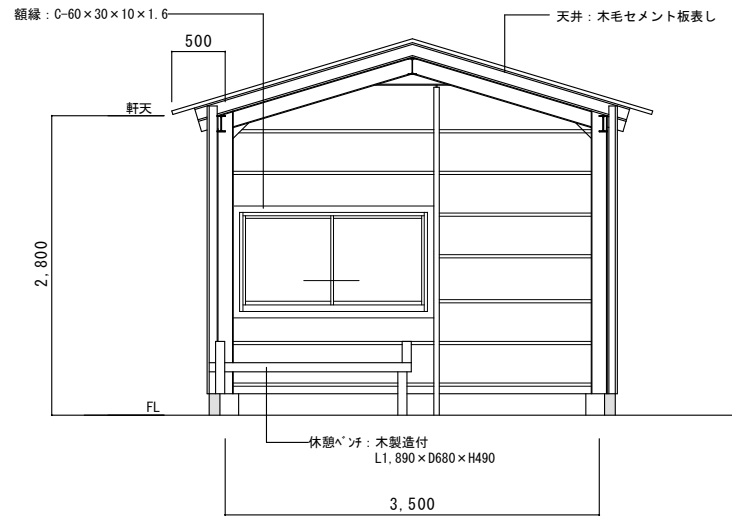 額縁：C-60×30×10×1.6
天井：木毛セメント板表し
500
軒天
2,800
FL
休憩ﾍﾞﾝﾁ：木製造付
L1,890×D680×H490
3,500